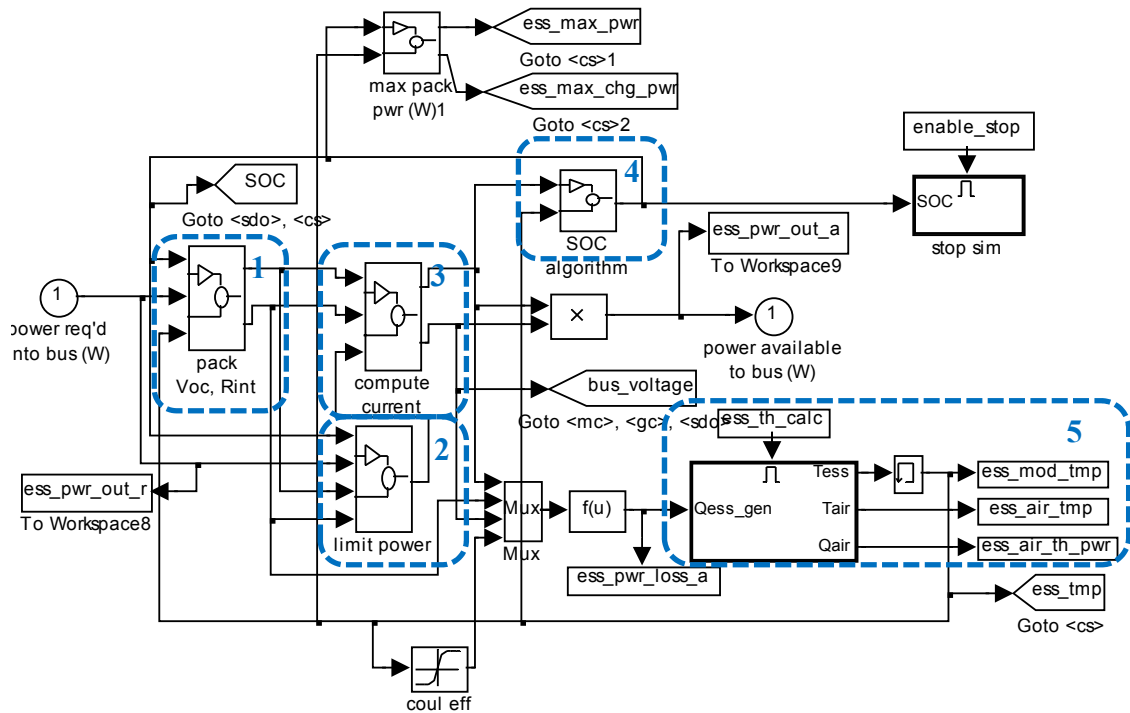 ess_max_pwr
Goto <cs>1
max pack
pwr (W)1
ess_max_chg_pwr
Goto <cs>2
enable_stop
SOC
stop sim
4
SOC
algorithm
SOC
Goto <sdo>, <cs>
ess_pwr_out_a
To Workspace9
1
power req'd
into bus (W)
1
pack
Voc, Rint
3
compute
current
×
1
power available
to bus (W)
bus_voltage
Goto <mc>, <gc>, <sdo>
2
limit power
ess_pwr_out_r
To Workspace8
Mux
Mux
f(u)
ess_pwr_loss_a
ess_th_calc
5
Qess_gen
Tess
Tair
Qair
ess_mod_tmp
ess_air_tmp
ess_air_th_pwr
ess_tmp
Goto <cs>
coul eff